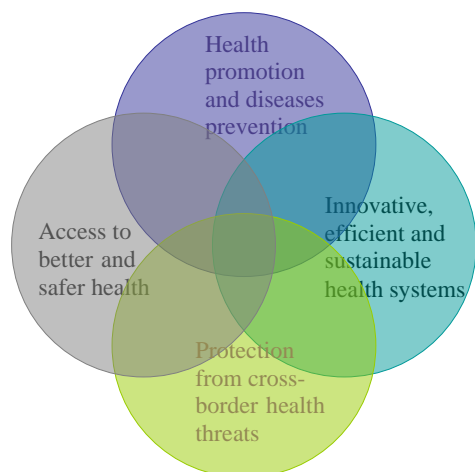 Health
promotion
and diseases
prevention
Innovative,
efficient and
sustainable
health systems
Access to
better and
safer health
Protection
from cross-
border health
threats